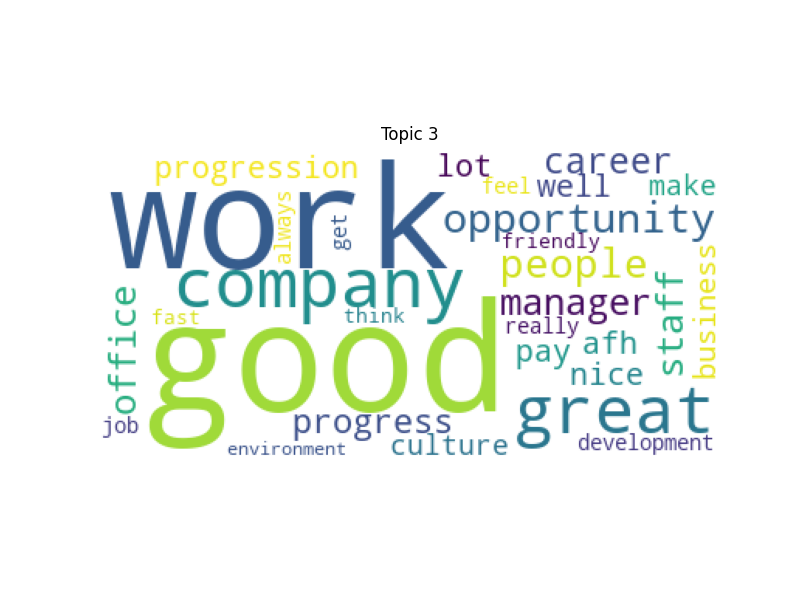 Topic 3
progression
lot
career
work
always
get
feel
well
make
opportunity
friendly
company
people
business
office
fast
think
manager
staff
really
good
pay
afh
nice
great
job
progress
environment
culture
development